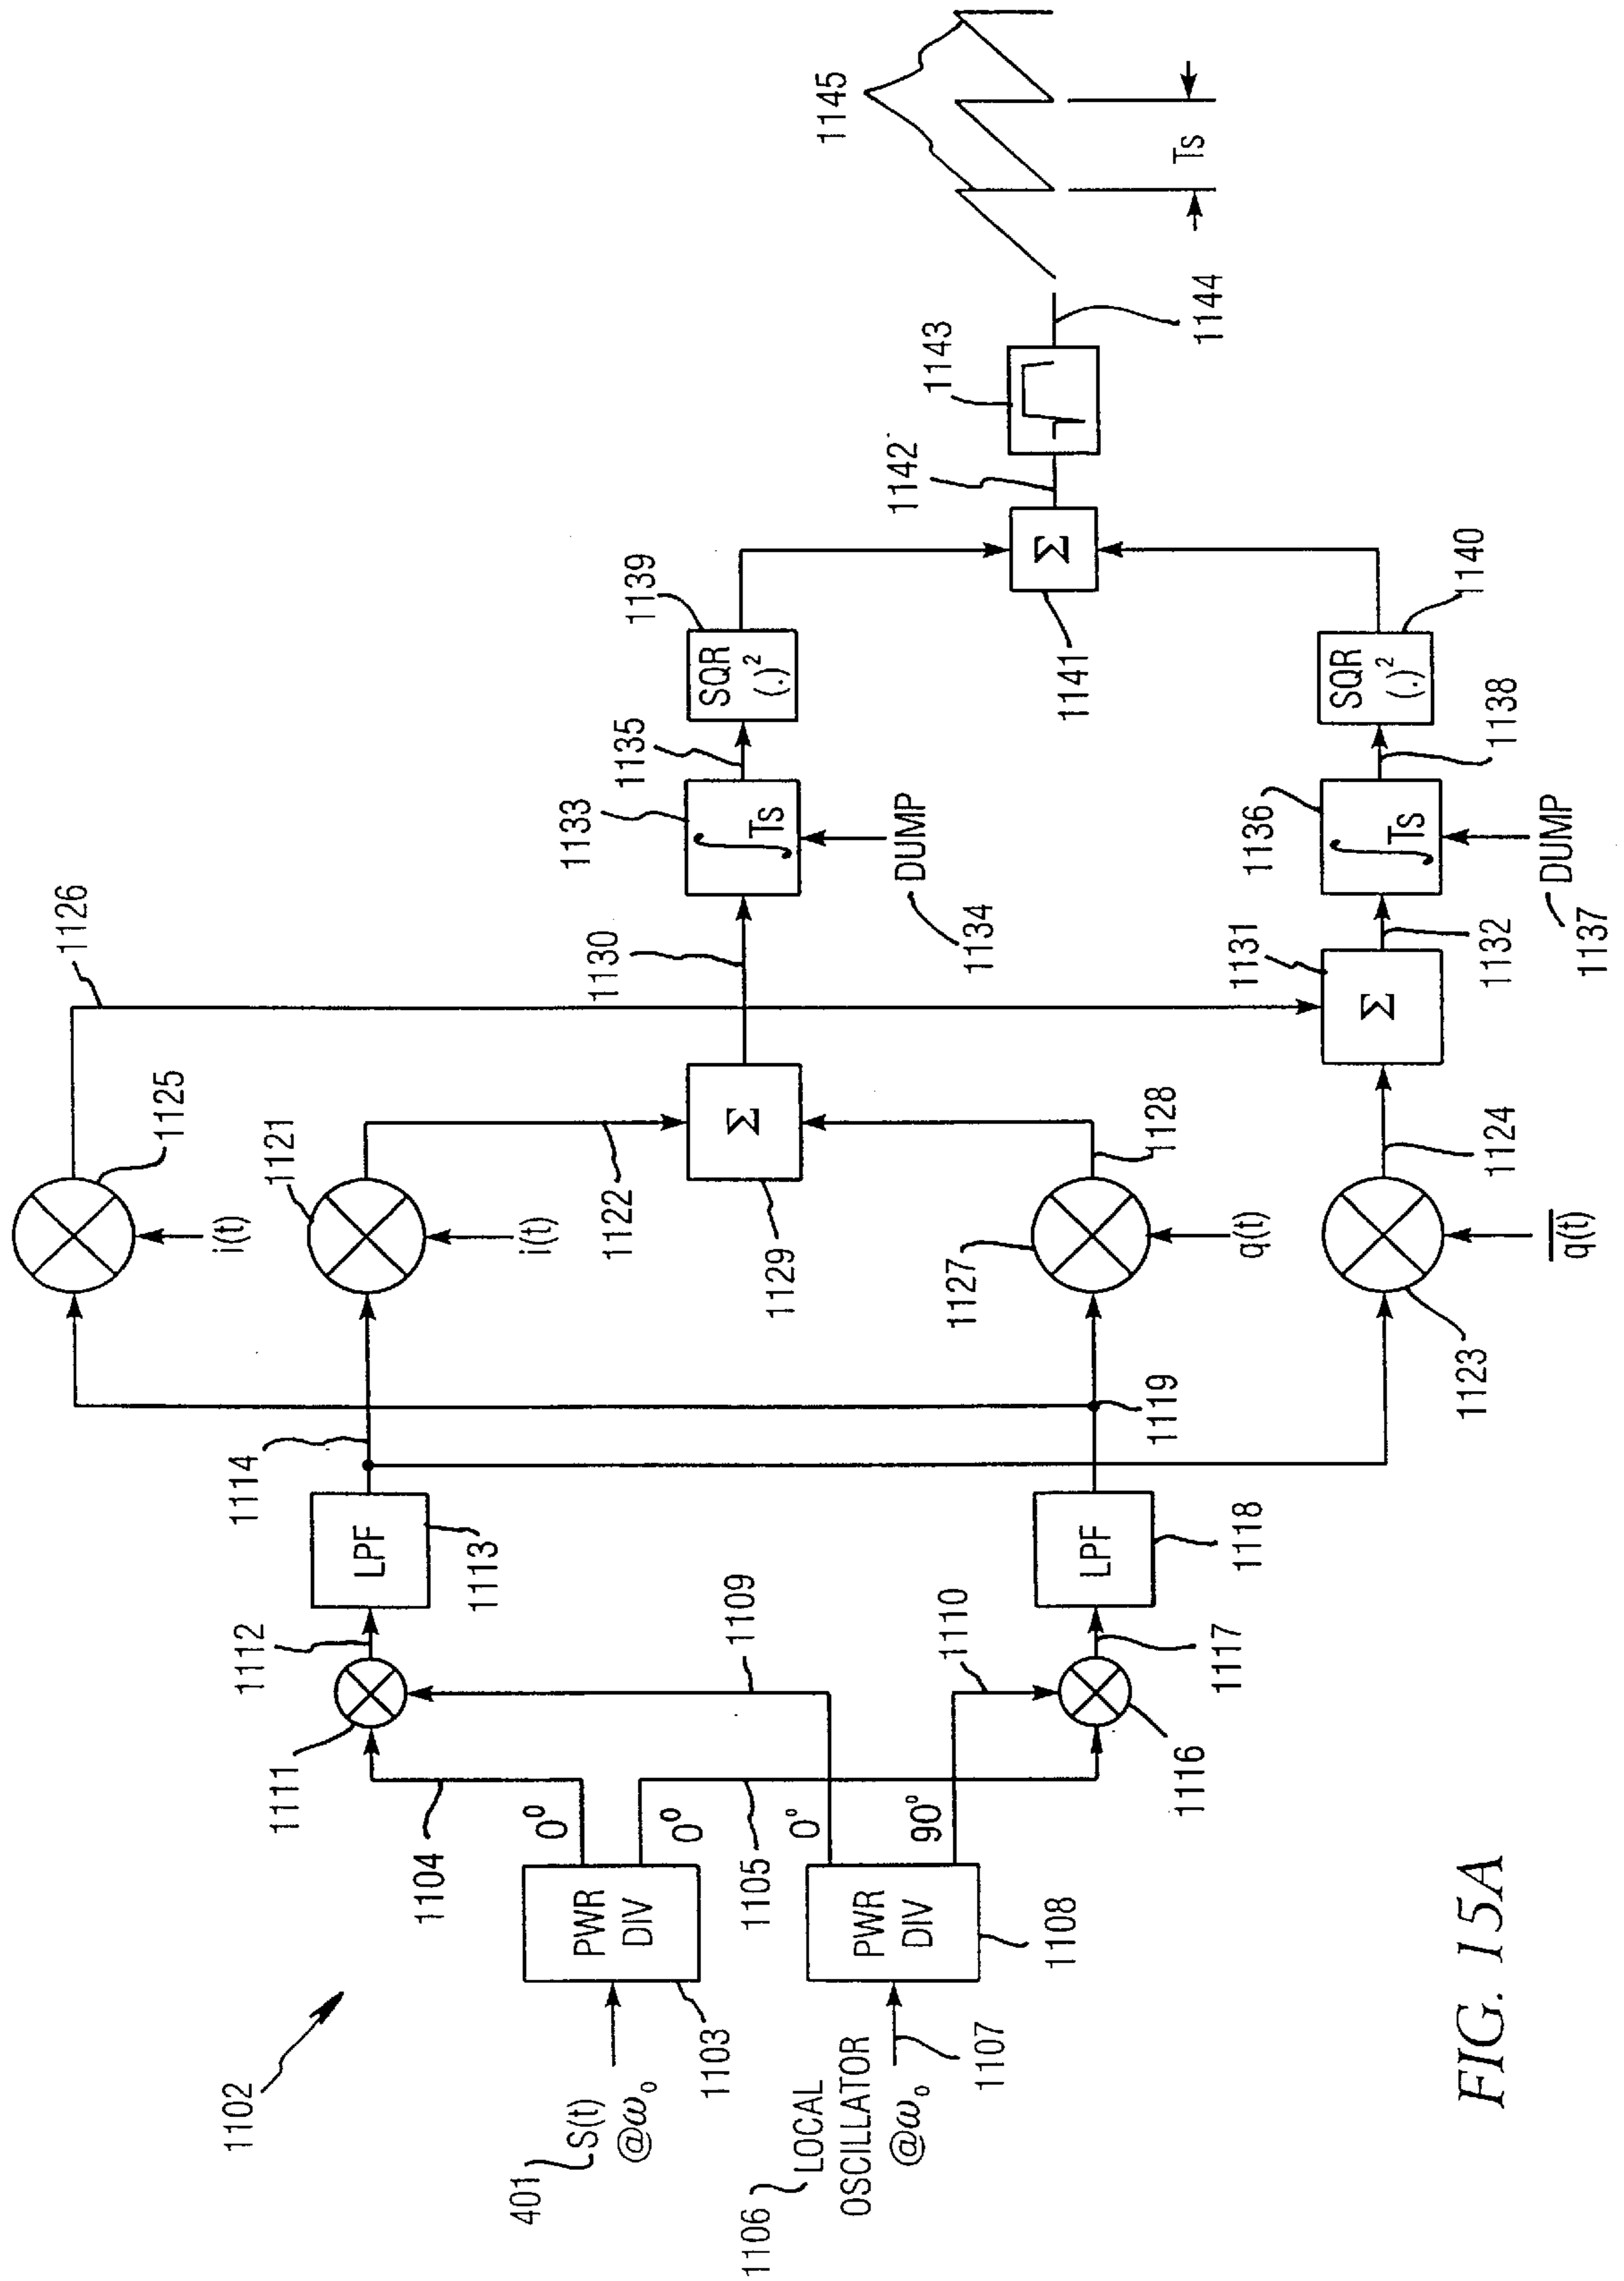 1102
401
S(t)
@ω₀
1103
PWR
DIV
0°
0°
1104
1105
1106
LOCAL
OSCILLATOR
@ω₀
1107
PWR
DIV
1108
0°
90°
1109
1110
1111
1112
LPF
1113
1114
1116
1117
LPF
1118
1119
1125
i(t)
1126
1121
i(t)
1122
1127
q(t)
1128
1123
q̅(̅t̅)̅
1124
Σ
1129
1130
Σ
1131
1132
∫Ts
1133
DUMP
1134
1135
∫Ts
1136
DUMP
1137
1138
SQR
(.)²
1139
SQR
(.)²
1140
Σ
1141
1142
1143
1144
1145
Ts
FIG. 15A